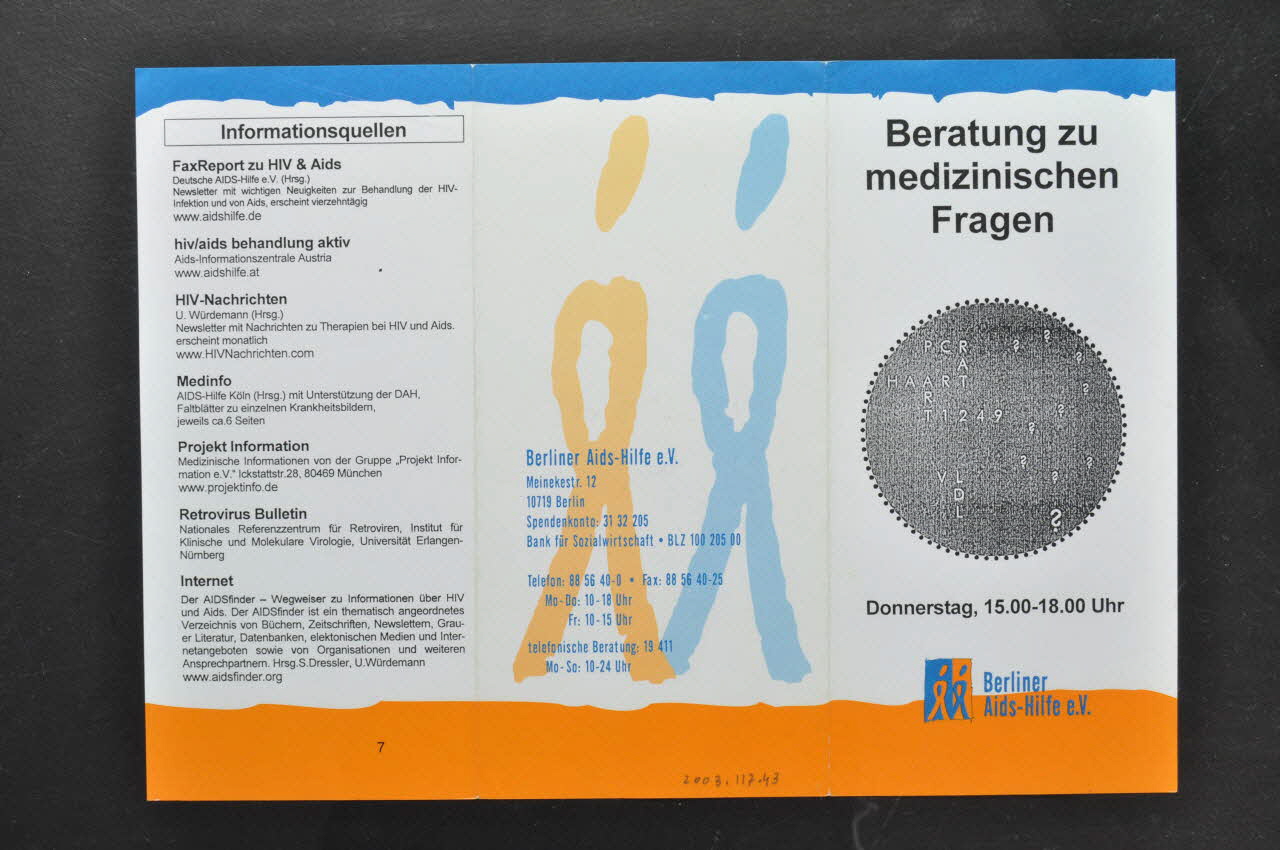 Informationsquellen
FaxReport zu HIV & Aids
Deutsche AIDS-Hilfe e.V. (Hrsg.)
Newsletter mit wichtigen Neuigkeiten zur Behandlung der HIV-
Infektion und von Aids, erscheint vierzehntägig
www.aidshilfe.de
hiv/aids behandlung aktiv
Aids-Informationszentrale Austria
www.aidshilfe.at
HIV-Nachrichten
U. Würdemann (Hrsg.)
Newsletter mit Nachrichten zu Therapien bei HIV und Aids.
erscheint monatlich
www.HIVNachrichten.com
Medinfo
AIDS-Hilfe Köln (Hrsg.) mit Unterstützung der DAH,
Faltblätter zu einzelnen Krankheitsbildern,
jeweils ca.6 Seiten
Projekt Information
Medizinische Informationen von der Gruppe „Projekt Infor-
mation e.V.“ Ickstattstr.28, 80469 München
www.projektinfo.de
Retrovirus Bulletin
Nationales Referenzzentrum für Retroviren, Institut für
Klinische und Molekulare Virologie, Universität Erlangen-
Nürnberg
Internet
Der AIDSfinder – Wegweiser zu Informationen über HIV
und Aids. Der AIDSfinder ist ein thematisch angeordnetes
Verzeichnis von Büchern, Zeitschriften, Newslettern, Grau-
er Literatur, Datenbanken, elektonischen Medien und Inter-
netangeboten sowie von Organisationen und weiteren
Ansprechpartnern. Hrsg.S.Dressler, U.Würdemann
www.aidsfinder.org
7
Berliner Aids-Hilfe e.V.
Meinekestr. 12
10719 Berlin
Spendenkonto: 31 32 205
Bank für Sozialwirtschaft • BLZ 100 205 00
Telefon: 88 56 40-0 • Fax: 88 56 40-25
Mo-Do: 10-18 Uhr
Fr: 10-15 Uhr
telefonische Beratung: 19 411
Mo-So: 10-24 Uhr
2003.117.43
Beratung zu
medizinischen
Fragen
PCR ? ? ?
A
HAART ?
R R ?
T1249 ?
? ? ?
VL ?
D
L ?
Donnerstag, 15.00-18.00 Uhr
Berliner
Aids-Hilfe e.V.